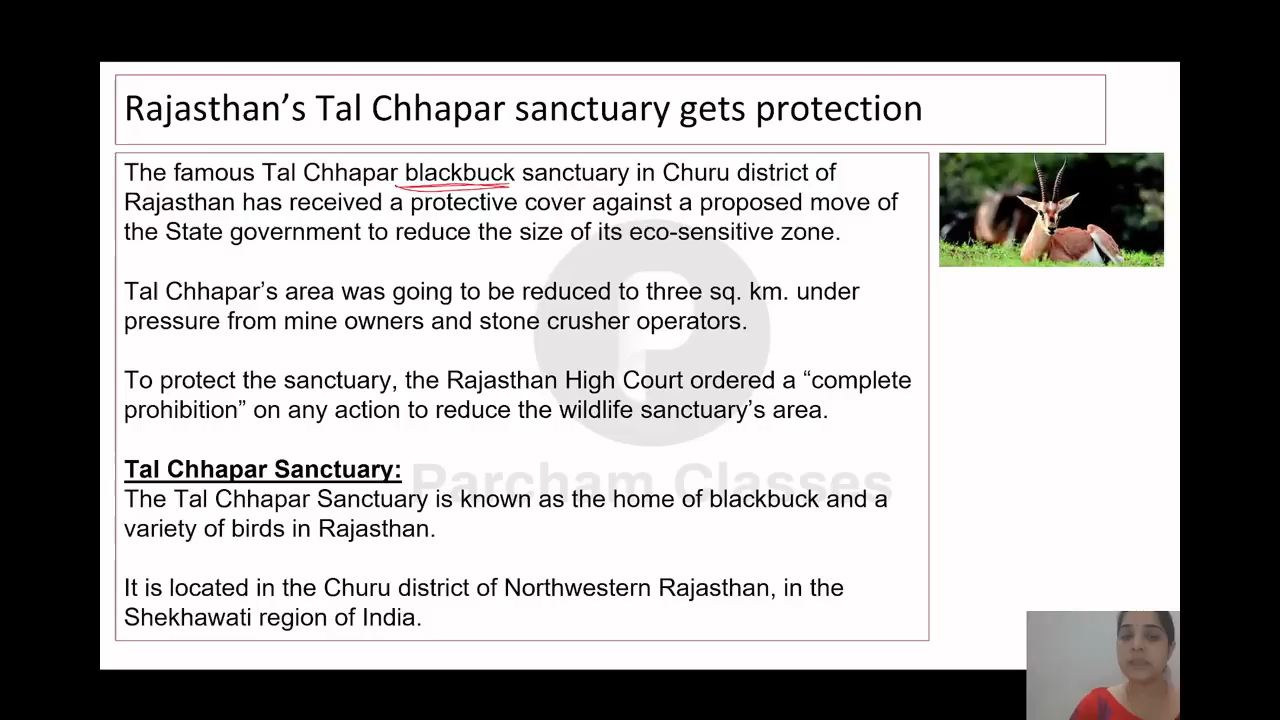 Rajasthan’s Tal Chhapar sanctuary gets protection
The famous Tal Chhapar blackbuck sanctuary in Churu district of
Rajasthan has received a protective cover against a proposed move of
the State government to reduce the size of its eco-sensitive zone.
Tal Chhapar’s area was going to be reduced to three sq. km. under
pressure from mine owners and stone crusher operators.
To protect the sanctuary, the Rajasthan High Court ordered a “complete
prohibition” on any action to reduce the wildlife sanctuary’s area.
Tal Chhapar Sanctuary:
Parcham Classes
The Tal Chhapar Sanctuary is known as the home of blackbuck and a
variety of birds in Rajasthan.
It is located in the Churu district of Northwestern Rajasthan, in the
Shekhawati region of India.